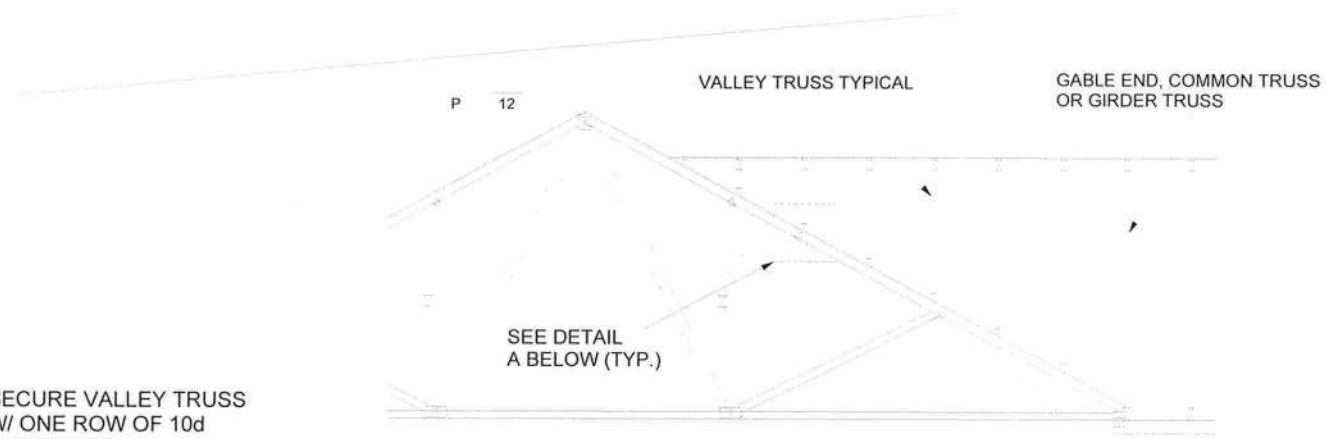 VALLEY TRUSS TYPICAL
GABLE END, COMMON TRUSS
OR GIRDER TRUSS
P 12
SEE DETAIL
A BELOW (TYP.)
SECURE VALLEY TRUSS
W/ ONE ROW OF 10d